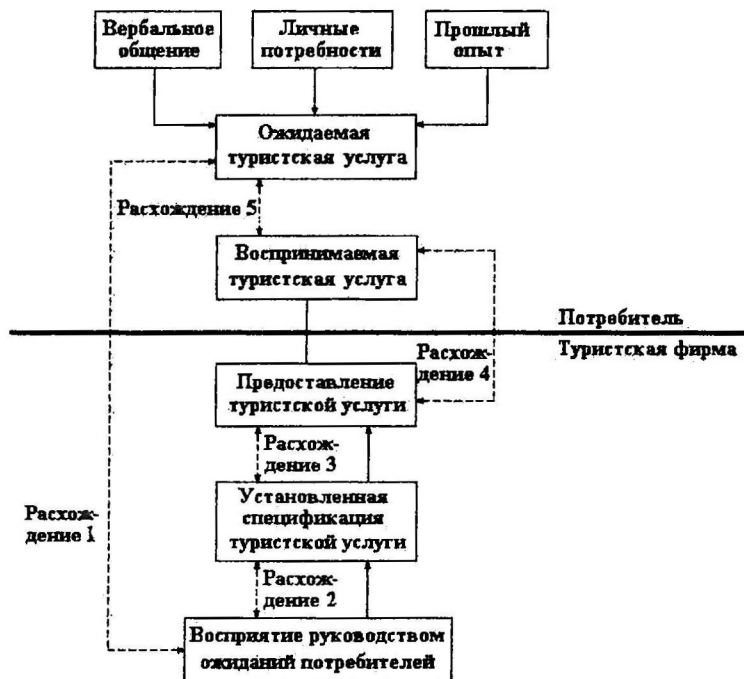 Вербальное
общение
Личные
потребности
Прошлый
опыт
Ожидаемая
туристская услуга
Расхождение 5
Воспринимаемая
туристская услуга
Потребитель
Туристская фирма
Расхож-
дение 4
Предоставление
туристской услуги
Расхож-
дение 3
Установленная
спецификация
туристской услуги
Расхож-
дение 1
Расхож-
дение 2
Восприятие руководством
ожиданий потребителей